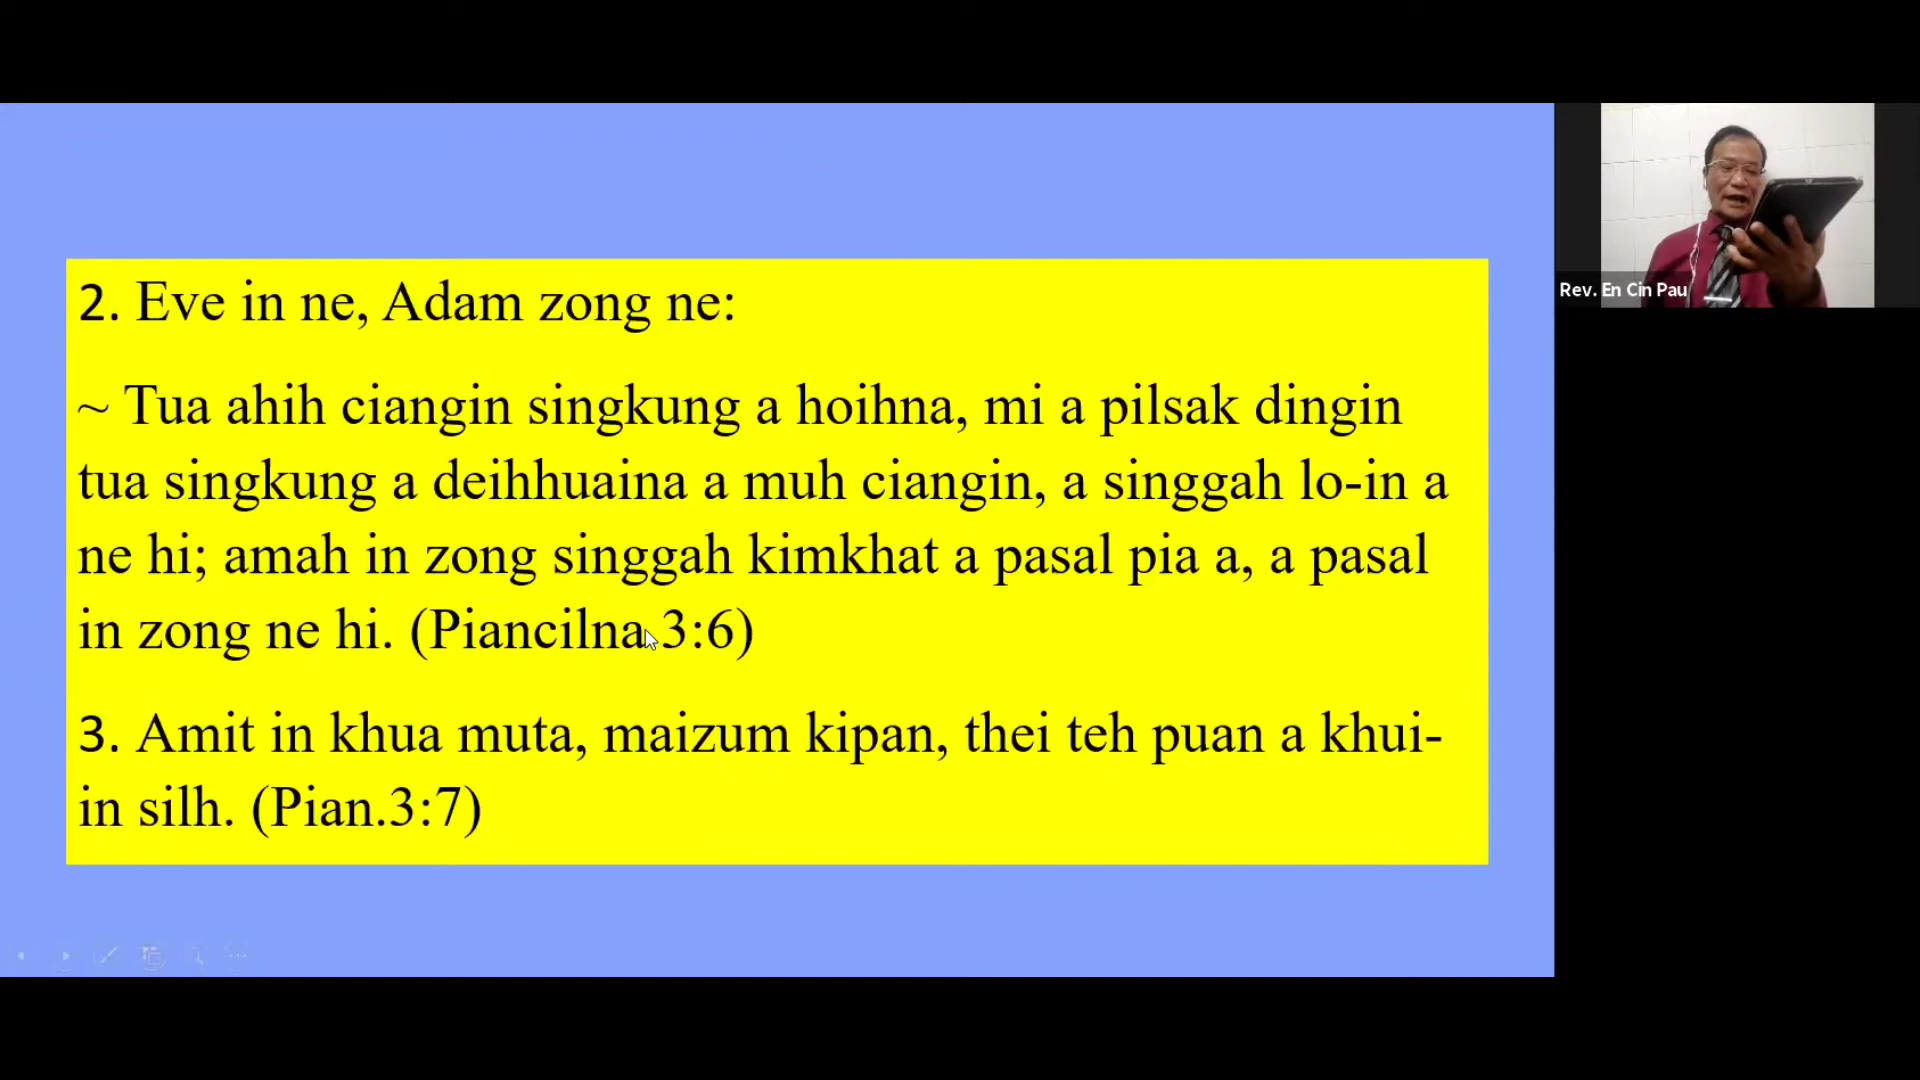 2. Eve in ne, Adam zong ne:
~ Tua ahih ciangin singkung a hoihna, mi a pilsak dingin
tua singkung a deihhuaina a muh ciangin, a singgah lo-in a
ne hi; amah in zong singgah kimkhat a pasal pia a, a pasal
in zong ne hi. (Piancilna.3:6)
3. Amit in khua muta, maizum kipan, thei teh puan a khui-
in silh. (Pian.3:7)
Rev. En Cin Pau